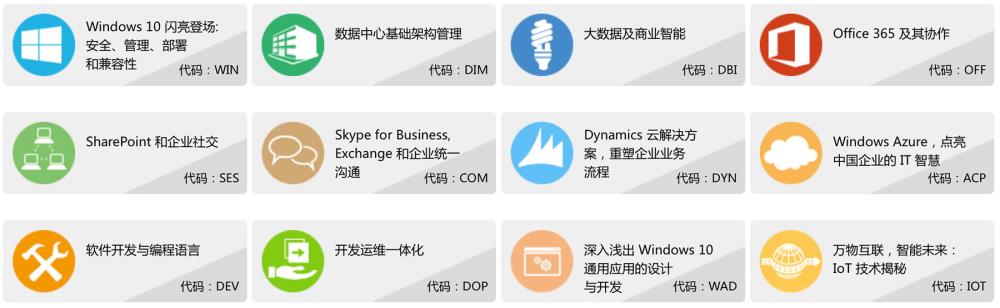 Windows 10 闪亮登场:
安全、管理、部署
和兼容性
代码：WIN
数据中心基础架构管理
代码：DIM
大数据及商业智能
代码：DBI
Office 365 及其协作
代码：OFF
SharePoint 和企业社交
代码：SES
Skype for Business,
Exchange 和企业统一
沟通
代码：COM
Dynamics 云解决方
案，重塑企业业务
流程
代码：DYN
Windows Azure，点亮
中国企业的 IT 智慧
代码：ACP
软件开发与编程语言
代码：DEV
开发运维一体化
代码：DOP
深入浅出 Windows 10
通用应用的设计
与开发
代码：WAD
万物互联，智能未来：
IoT 技术揭秘
代码：IOT